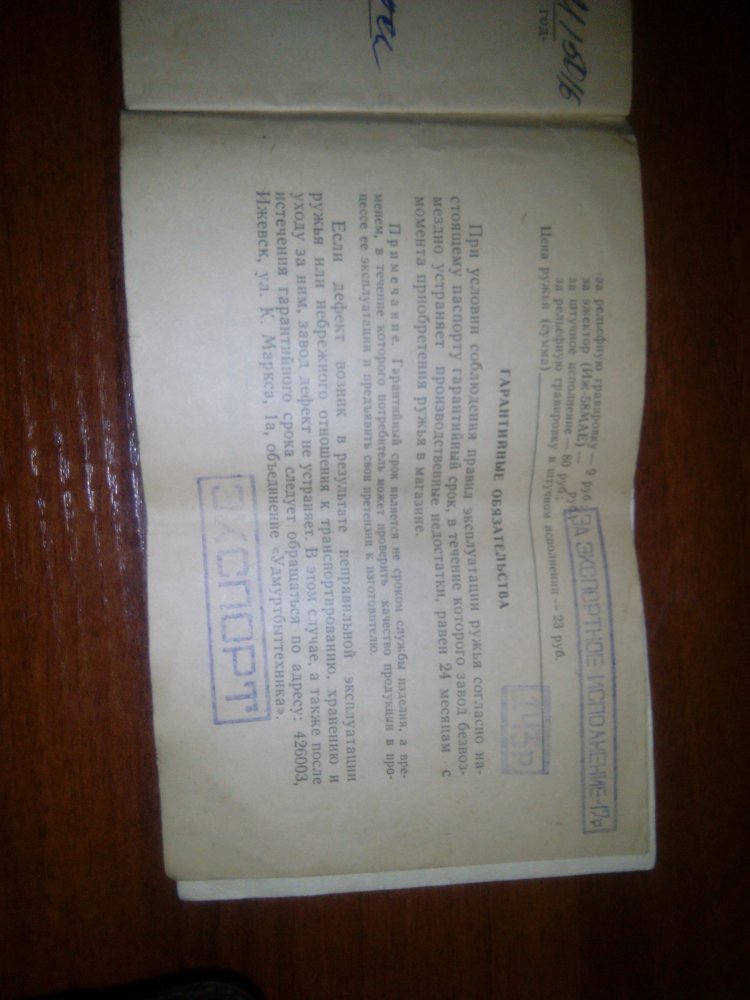 год»
за рельефную гравировку — 9 руб.
за эжектор (Иж-58МАЕ) — руб.
за штучное исполнение — 80 руб.
за рельефную гравировку в штучном исполнении — 23 руб.
Цена ружья (сумма)
ЗА ЭКСПОРТНОЕ ИСПОЛНЕНИЕ-17р
ГАРАНТИЙНЫЕ ОБЯЗАТЕЛЬСТВА
При условии соблюдения правил эксплуатации ружья согласно на-
стоящему паспорту гарантийный срок, в течение которого завод безвоз-
мездно устраняет производственные недостатки, равен 24 месяцам с
момента приобретения ружья в магазине.
Примечание. Гарантийный срок является не сроком службы изделия, а вре-
менем, в течение которого потребитель может проверить качество продукции в про-
цессе ее эксплуатации и предъявить свои претензии к изготовителю.
Если дефект возник в результате неправильной эксплуатации
ружья или небрежного отношения к транспортированию, хранению и
уходу за ним, завод дефект не устраняет. В этом случае, а также после
истечения гарантийного срока следует обращаться по адресу: 426003,
Ижевск, ул. К. Маркса, 1а, объединение «Удмуртбыттехника».
ЭКСПОРТ